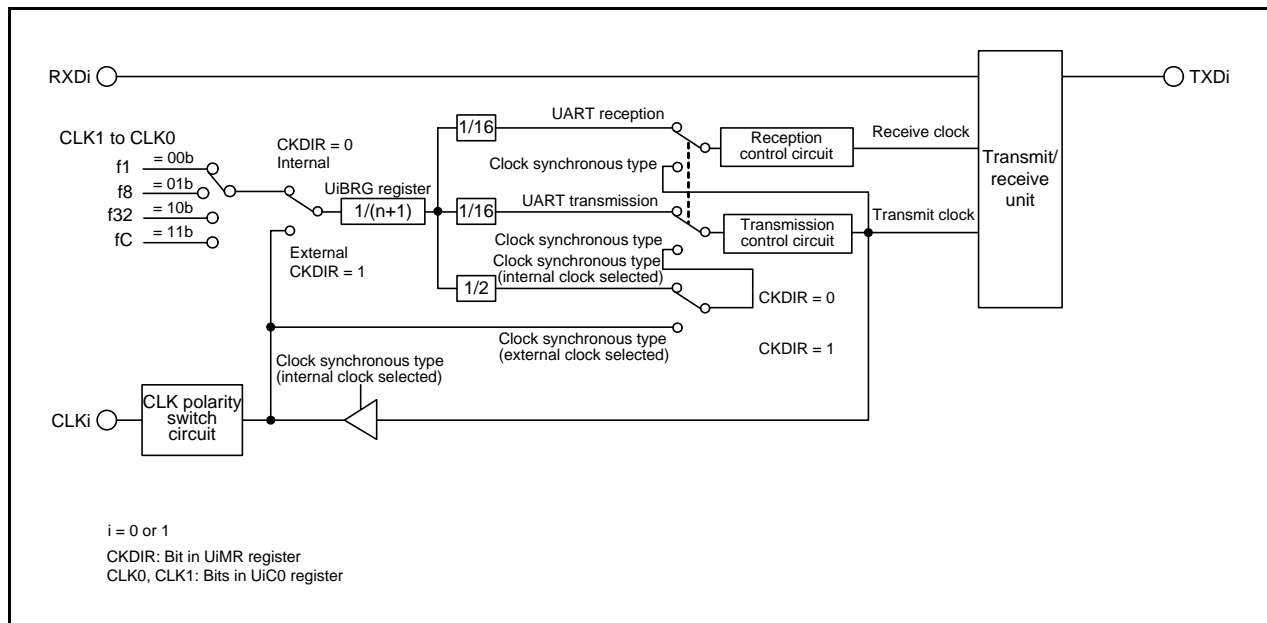 RXDi
TXDi
CLK1 to CLK0
f1
= 00b
f8
= 01b
f32
= 10b
fC
= 11b
CKDIR = 0
Internal
External
CKDIR = 1
UiBRG register
1/(n+1)
1/16
UART reception
Clock synchronous type
Reception
control circuit
Receive clock
1/16
UART transmission
Clock synchronous type
Transmission
control circuit
Transmit clock
Transmit/
receive
unit
Clock synchronous type
(internal clock selected)
1/2
CKDIR = 0
Clock synchronous type
(external clock selected)
CKDIR = 1
Clock synchronous type
(internal clock selected)
CLKi
CLK polarity
switch
circuit
i = 0 or 1
CKDIR: Bit in UiMR register
CLK0, CLK1: Bits in UiC0 register